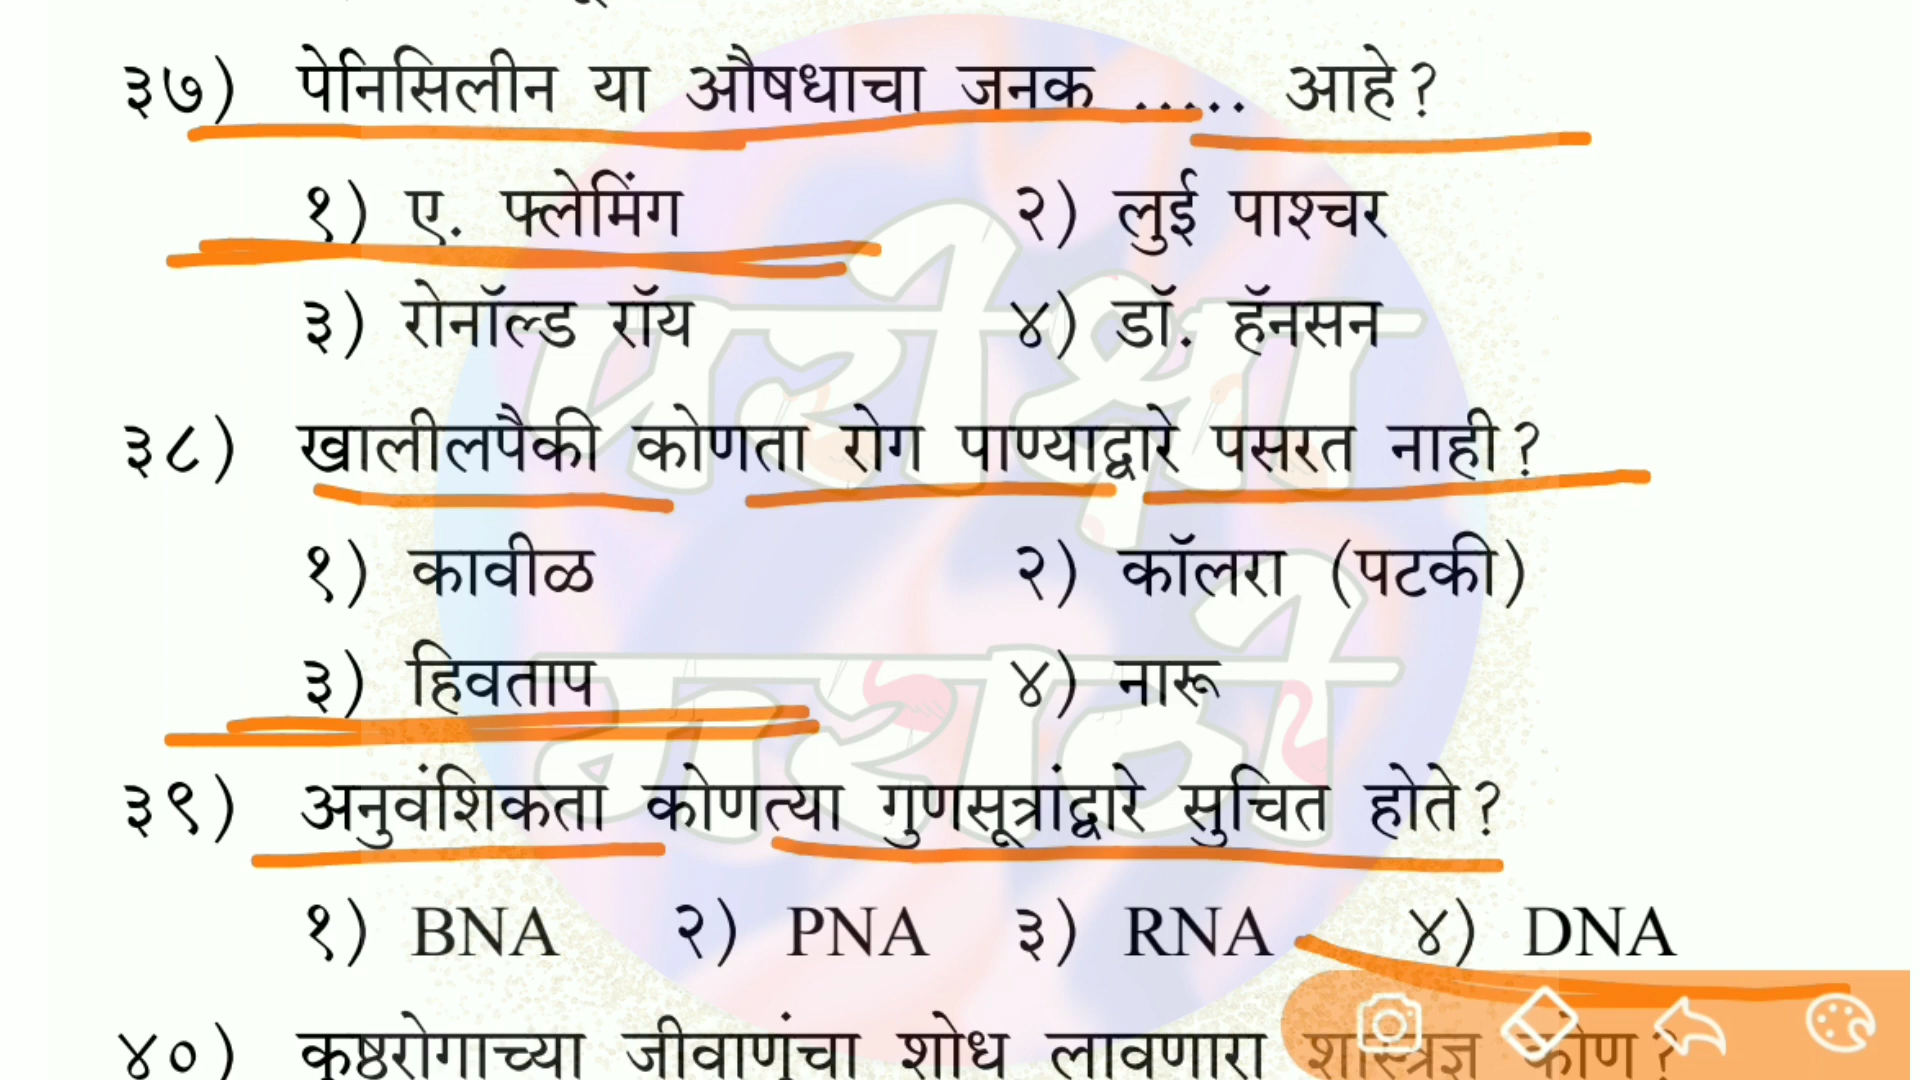 ३७) पेनिसिलीन या औषधाचा जनक ..... आहे?
१) ए. फ्लेमिंग २) लुई पाश्चर
३) रोनॉल्ड रॉय ४) डॉ. हॅनसन
३८) खालीलपैकी कोणता रोग पाण्याद्वारे पसरत नाही?
१) कावीळ २) कॉलरा (पटकी)
३) हिवताप ४) नारू
३९) अनुवंशिकता कोणत्या गुणसूत्रांद्वारे सुचित होते?
१) BNA २) PNA ३) RNA ४) DNA
४०) कुष्ठरोगाच्या जीवाणूंचा शोध लावणारा शास्त्रज्ञ कोण?
परीक्षा
मराठी